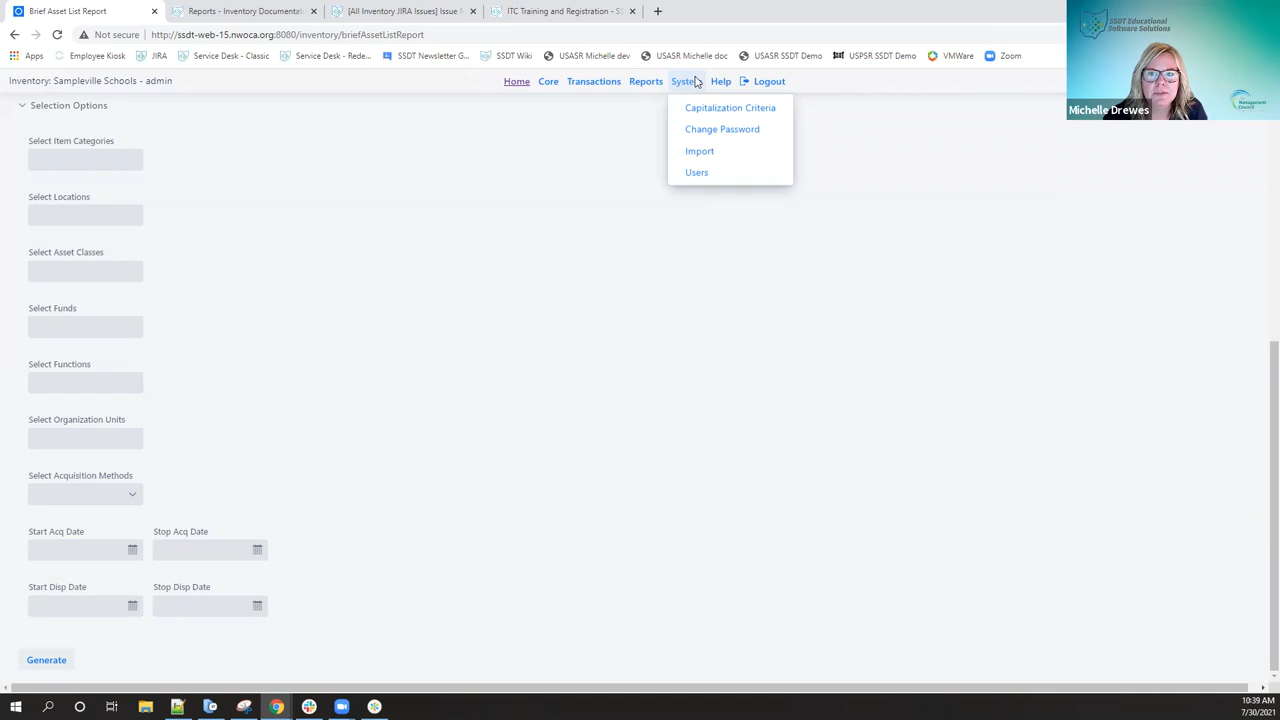 Brief Asset List Report
Reports - Inventory Documentati
[All Inventory JIRA Issues] Issue N
ITC Training and Registration - SS
Not secure
http://ssdt-web-15.nwoca.org:8080/inventory/briefAssetListReport
Apps
Employee Kiosk
JIRA
Service Desk - Classic
Service Desk - Rede...
SSDT Newsletter G...
SSDT Wiki
USASR Michelle dev
USASR Michelle doc
USASR SSDT Demo
USPSR SSDT Demo
VMWare
Zoom
SSDT Educational
Software Solutions
Management
Council
Michelle Drewes
Inventory: Sampleville Schools - admin
Home
Core
Transactions
Reports
System
Help
Logout
Capitalization Criteria
Change Password
Import
Users
Selection Options
Select Item Categories
Select Locations
Select Asset Classes
Select Funds
Select Functions
Select Organization Units
Select Acquisition Methods
Start Acq Date
Stop Acq Date
Start Disp Date
Stop Disp Date
Generate
10:39 AM
7/30/2021